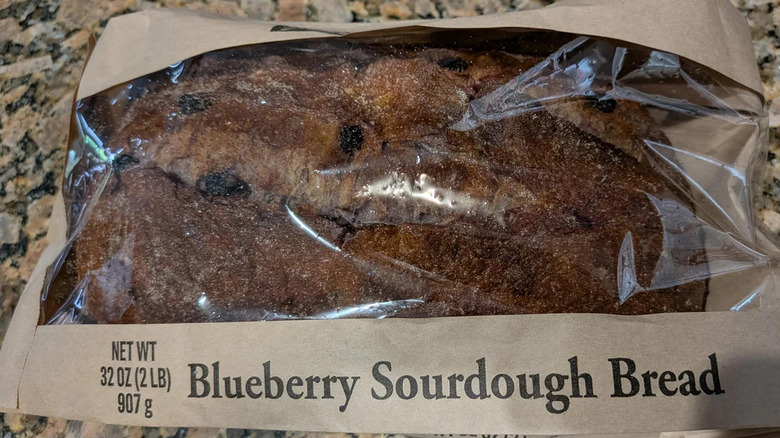 NET WT
32 OZ (2 LB)
907 g
Blueberry Sourdough Bread